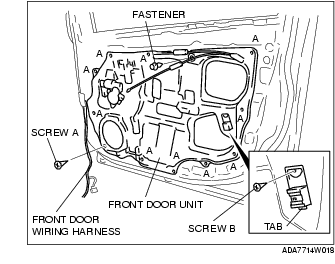 FASTENER
A
A
A
A
A
A
A
A
A
A
SCREW A
FRONT DOOR UNIT
FRONT DOOR
WIRING HARNESS
SCREW B
TAB
ADA7714W018